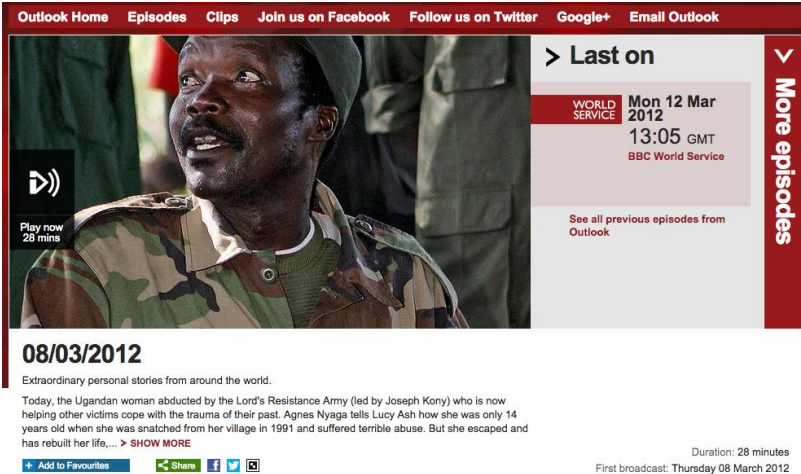 Outlook Home Episodes Clips Join us on Facebook Follow us on Twitter Google+ Email Outlook
> Last on
WORLD SERVICE
Mon 12 Mar
2012
13:05 GMT
BBC World Service
See all previous episodes from
Outlook
More episodes
Play now
28 mins
08/03/2012
Extraordinary personal stories from around the world.
Today, the Ugandan woman abducted by the Lord's Resistance Army (led by Joseph Kony) who is now
helping other victims cope with the trauma of their past. Agnes Nyaga tells Lucy Ash how she was only 14
years old when she was snatched from her village in 1991 and suffered terrible abuse. But she escaped and
has rebuilt her life,... > SHOW MORE
+ Add to Favourites Share
Duration: 28 minutes
First broadcast: Thursday 08 March 2012